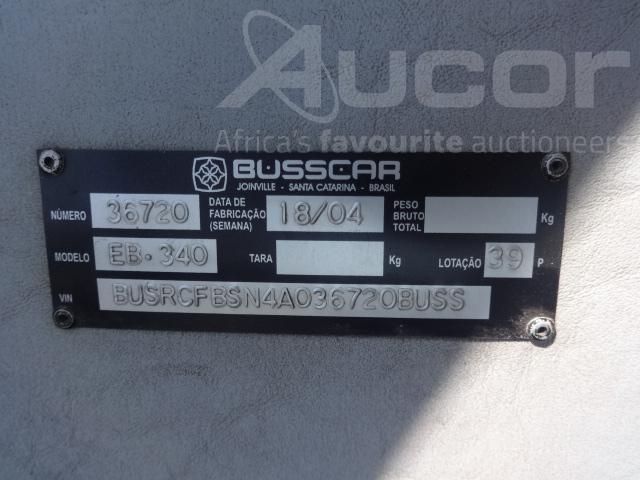 Aucor
Africa's favourite auctioneers
BUSSCAR
JOINVILLE - SANTA CATARINA - BRASIL
NÚMERO 36720 DATA DE FABRICAÇÃO (SEMANA) 18/04 PESO BRUTO TOTAL Kg
MODELO EB·340 TARA Kg LOTAÇÃO 39 P
VIN BUSRCFBSN4A036720BUSS